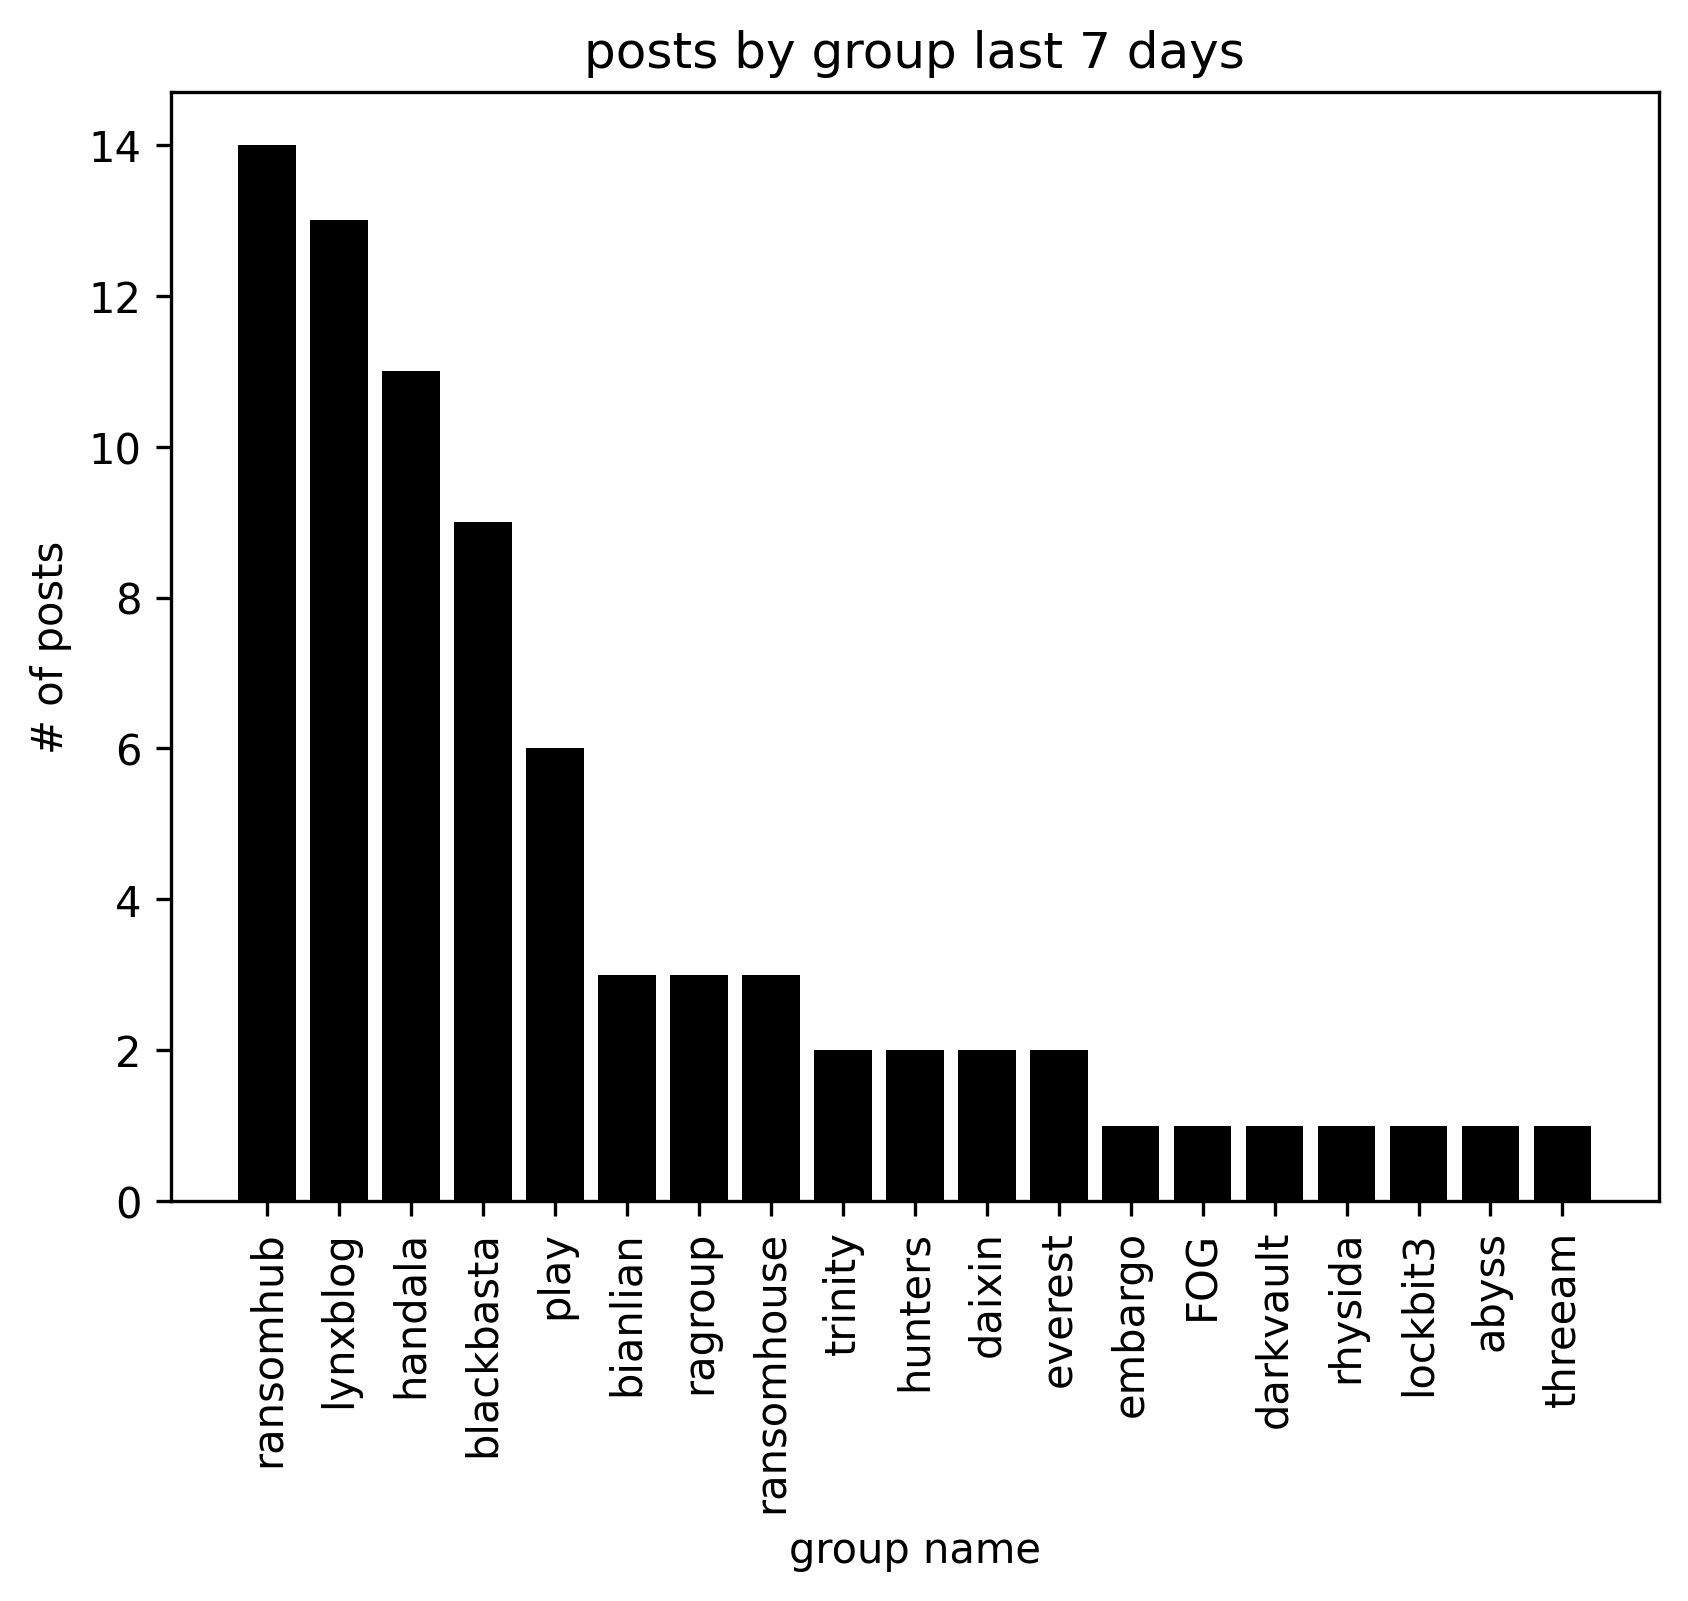 posts by group last 7 days
14
12
10
8
6
4
2
0
# of posts
ransomhub
lynxblog
handala
blackbasta
play
bianlian
ragroup
ransomhouse
trinity
hunters
daixin
everest
embargo
FOG
darkvault
rhysida
lockbit3
abyss
threeam
group name